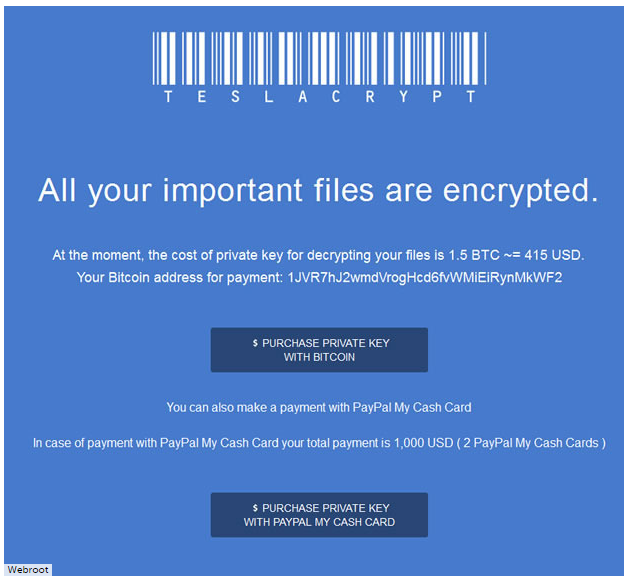 TESLACRYPT
All your important files are encrypted.
At the moment, the cost of private key for decrypting your files is 1.5 BTC ~= 415 USD.
Your Bitcoin address for payment: 1JVR7hJ2wmdVrogHcd6fvWMiEiRynMkWF2
$ PURCHASE PRIVATE KEY
WITH BITCOIN
You can also make a payment with PayPal My Cash Card
In case of payment with PayPal My Cash Card your total payment is 1,000 USD ( 2 PayPal My Cash Cards )
$ PURCHASE PRIVATE KEY
WITH PAYPAL MY CASH CARD
Webroot